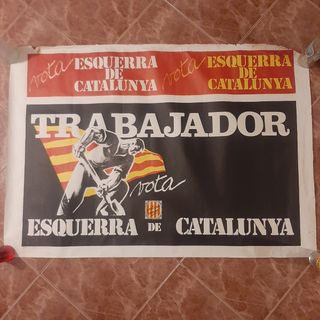 vota ESQUERRA
DE
CATALUNYA
vota ESQUERRA
DE
CATALUNYA
TRABAJADOR
vota
ESQUERRA DE CATALUNYA